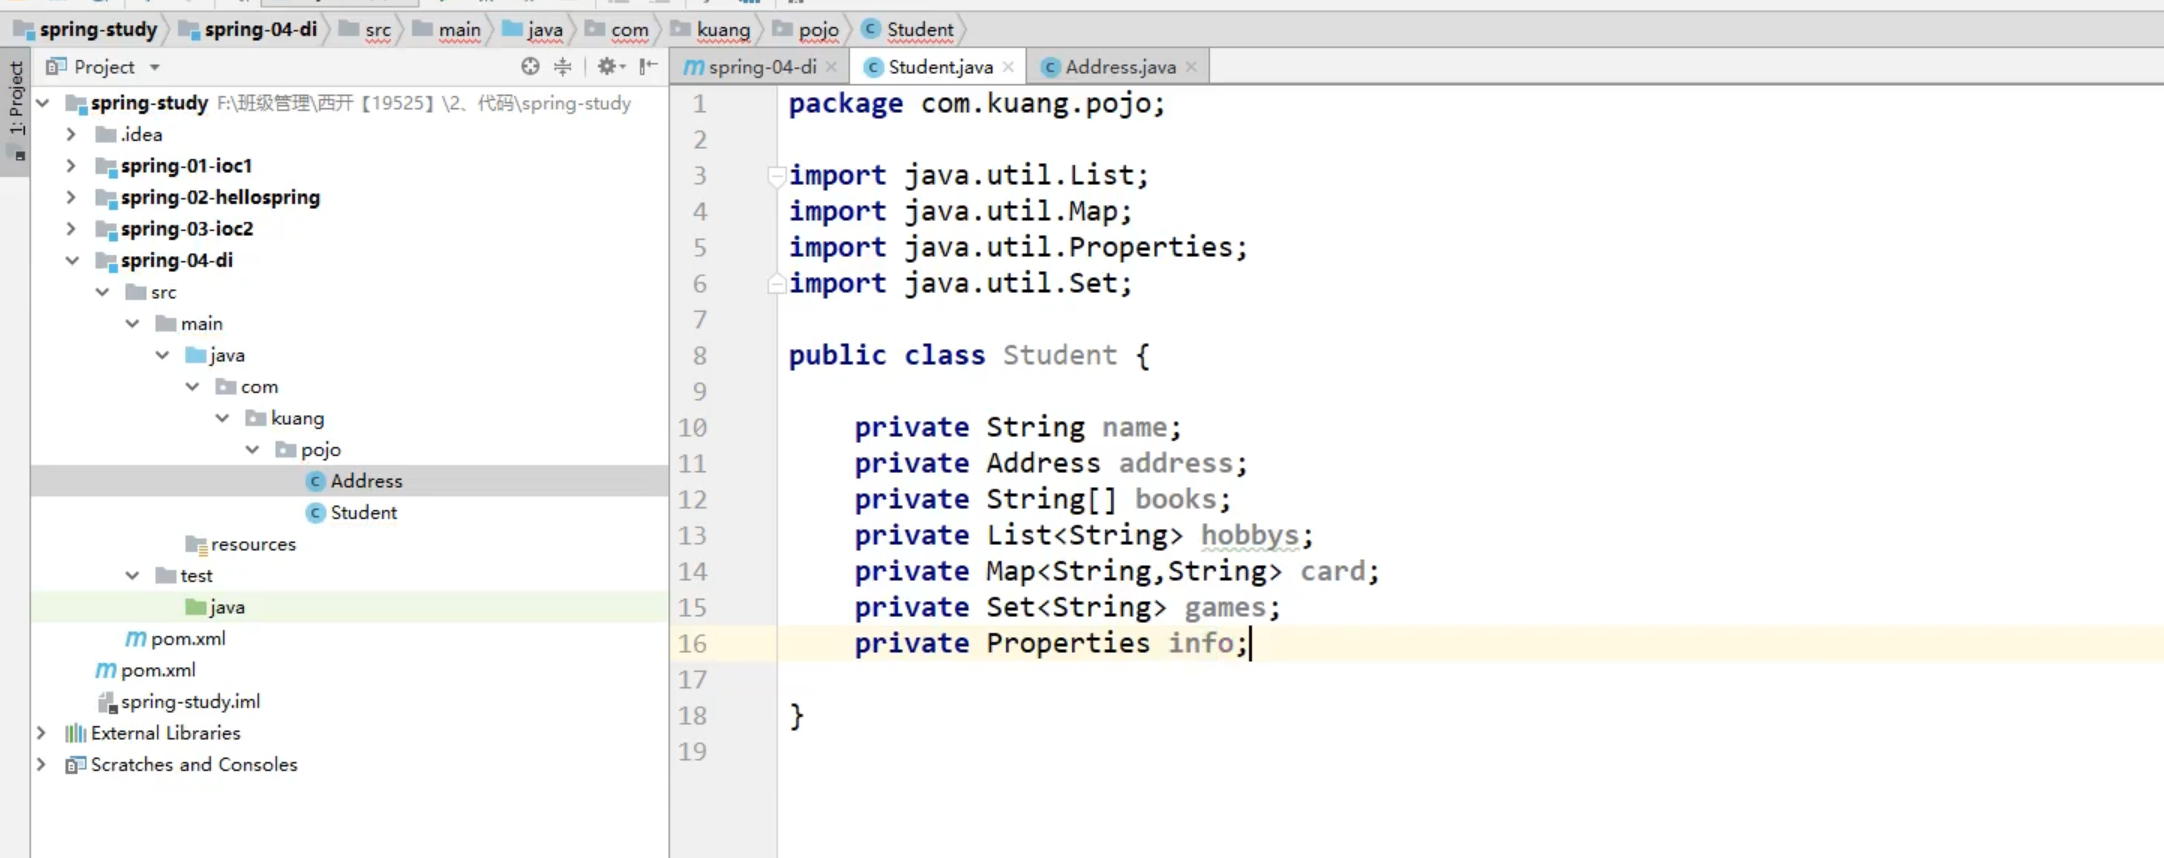 spring-study spring-04-di src main java com kuang pojo Student
1: Project
Project
spring-study F:\班级管理\西开【19525】\2、代码\spring-study
.idea
spring-01-ioc1
spring-02-hellospring
spring-03-ioc2
spring-04-di
src
main
java
com
kuang
pojo
Address
Student
resources
test
java
pom.xml
pom.xml
spring-study.iml
External Libraries
Scratches and Consoles
spring-04-di Student.java Address.java
1 package com.kuang.pojo;
2
3 import java.util.List;
4 import java.util.Map;
5 import java.util.Properties;
6 import java.util.Set;
7
8 public class Student {
9
10 private String name;
11 private Address address;
12 private String[] books;
13 private List<String> hobbys;
14 private Map<String,String> card;
15 private Set<String> games;
16 private Properties info;
17
18 }
19